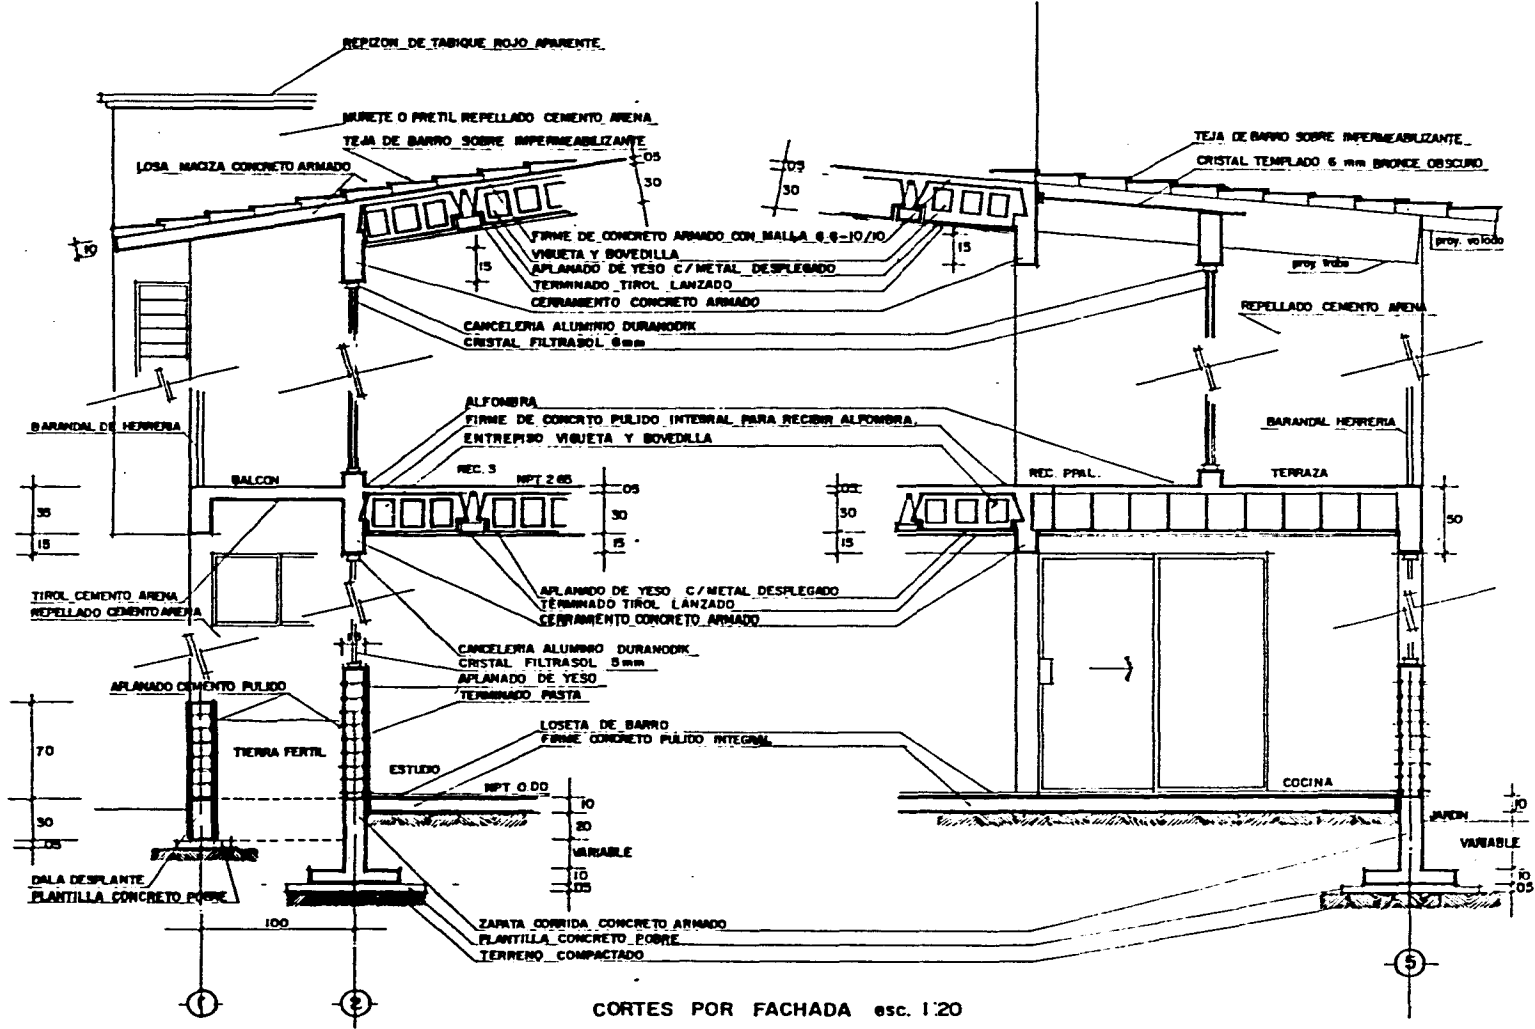 REPIZON DE TABIQUE ROJO APARENTE
MURETE O PRETIL REPELLADO CEMENTO ARENA
TEJA DE BARRO SOBRE IMPERMEABILIZANTE
LOSA MACIZA CONCRETO ARMADO
05
30
10
15
05
30
15
TEJA DE BARRO SOBRE IMPERMEABILIZANTE
CRISTAL TEMPLADO 6 mm BRONCE OBSCURO
proy. volado
proy. trabe
FIRME DE CONCRETO ARMADO CON MALLA 6 6-10/10
VIGUETA Y BOVEDILLA
APLANADO DE YESO C/METAL DESPLEGADO
TERMINADO TIROL LANZADO
CERRAMIENTO CONCRETO ARMADO
CANCELERIA ALUMINIO DURANODIK
CRISTAL FILTRASOL 6mm
REPELLADO CEMENTO ARENA
ALFOMBRA
FIRME DE CONCRTO PULIDO INTEGRAL PARA RECIBIR ALFOMBRA.
ENTREPISO VIGUETA Y BOVEDILLA
BARANDAL DE HERRERIA
BARANDAL HERRERIA
BALCON
REC. 3
NPT 2.65
REC. PPAL.
TERRAZA
35
15
05
30
15
05
30
15
50
TIROL CEMENTO ARENA
REPELLADO CEMENTO ARENA
APLANADO DE YESO C/METAL DESPLEGADO
TERMINADO TIROL LANZADO
CERRAMIENTO CONCRETO ARMADO
15
CANCELERIA ALUMINIO DURANODIK
CRISTAL FILTRASOL 5mm
APLANADO DE YESO
TERMINADO PASTA
APLANADO CEMENTO PULIDO
LOSETA DE BARRO
FIRME CONCRETO PULIDO INTEGRAL
TIERRA FERTIL
ESTUDIO
NPT 0.00
COCINA
JARDIN
70
30
05
10
20
VARIABLE
10
05
10
VARIABLE
10
05
DALA DESPLANTE
PLANTILLA CONCRETO POBRE
100
ZAPATA CORRIDA CONCRETO ARMADO
PLANTILLA CONCRETO POBRE
TERRENO COMPACTADO
1
2
5
CORTES POR FACHADA esc. 1:20